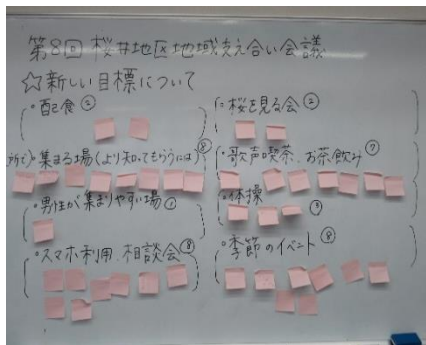 第8回 桜井地区地域支え合い会議
☆新しい目標について
・配食②
・集まる場(より知ってもらうには)⑧
・男性が集まりやすい場①
・スマホ利用、相談会⑧
・桜を見る会②
・歌声喫茶、お茶飲み⑦
・体操③
・季節のイベント⑧